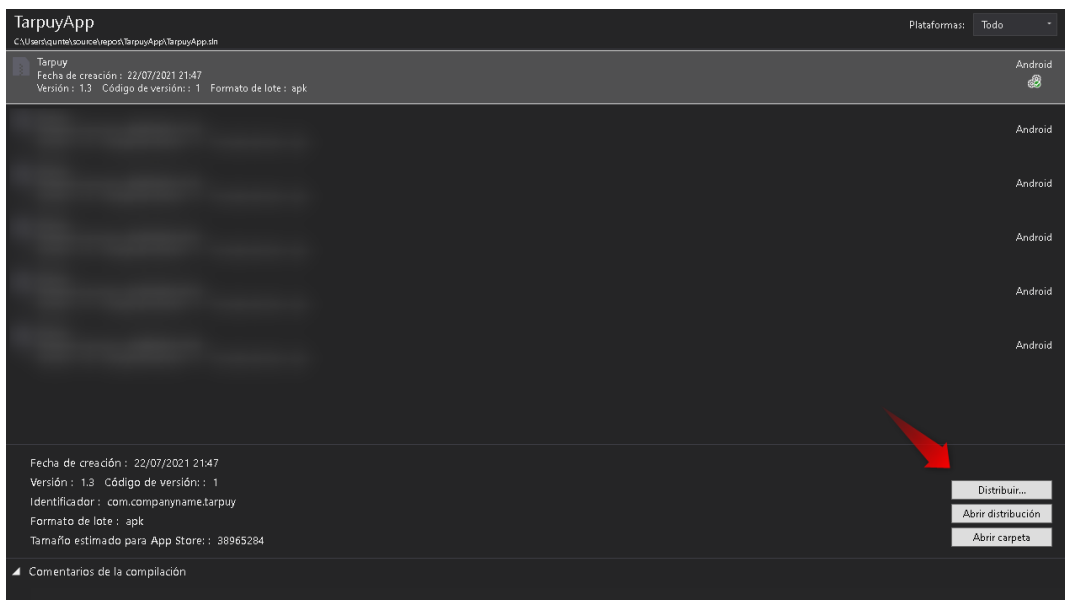 TarpuyApp
Plataformas: Todo
C:\Users\qunte\source\repos\TarpuyApp\TarpuyApp.sln
Tarpuy
Android
Fecha de creación : 22/07/2021 21:47
Versión : 1.3 Código de versión: : 1 Formato de lote : apk
Android
Android
Android
Android
Android
Fecha de creación : 22/07/2021 21:47
Versión : 1.3 Código de versión: : 1
Identificador : com.companyname.tarpuy
Formato de lote : apk
Tamaño estimado para App Store: : 38965284
Distribuir...
Abrir distribución
Abrir carpeta
Comentarios de la compilación